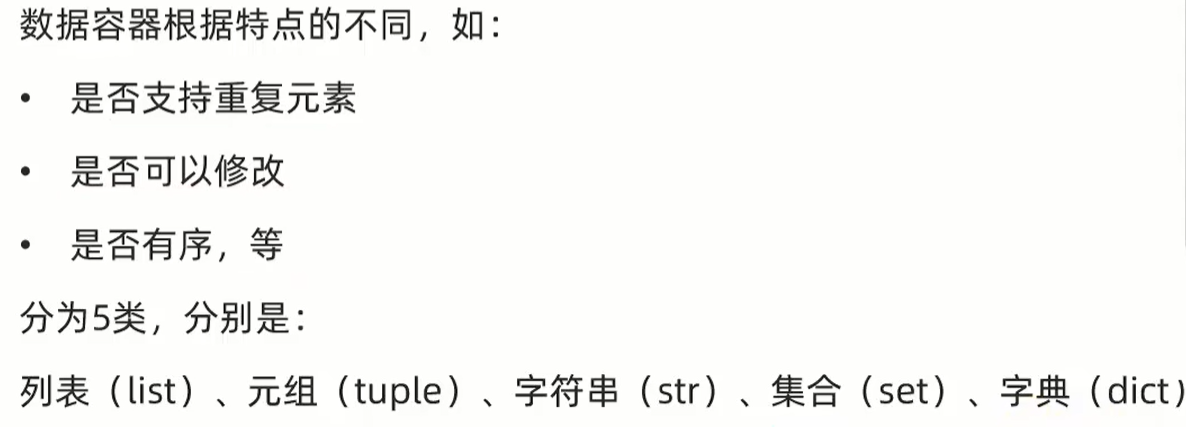 数据容器根据特点的不同，如：
• 是否支持重复元素
• 是否可以修改
• 是否有序，等
分为5类，分别是：
列表（list）、元组（tuple）、字符串（str）、集合（set）、字典（dict）